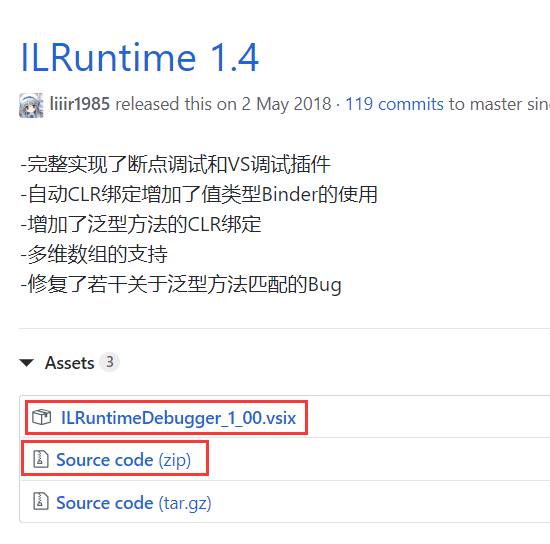 ILRuntime 1.4
liiir1985 released this on 2 May 2018 · 119 commits to master sin
-完整实现了断点调试和VS调试插件
-自动CLR绑定增加了值类型Binder的使用
-增加了泛型方法的CLR绑定
-多维数组的支持
-修复了若干关于泛型方法匹配的Bug
Assets 3
ILRuntimeDebugger_1_00.vsix
Source code (zip)
Source code (tar.gz)